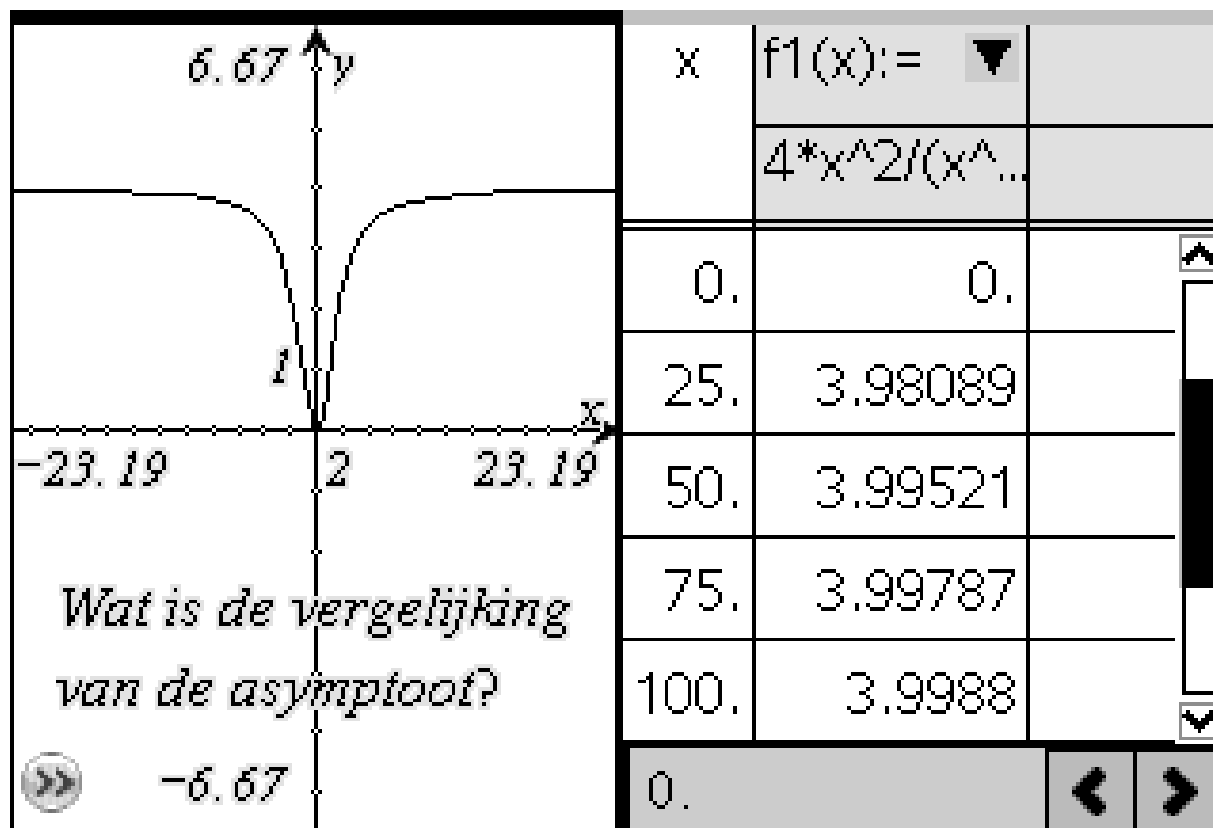 6.67 y
1
x
-23.19 2 23.19
Wat is de vergelijking
van de asymptoot?
-6.67
x f1(x):= ▼
4*x^2/(x^...
0. 0.
25. 3.98089
50. 3.99521
75. 3.99787
100. 3.9988
0.